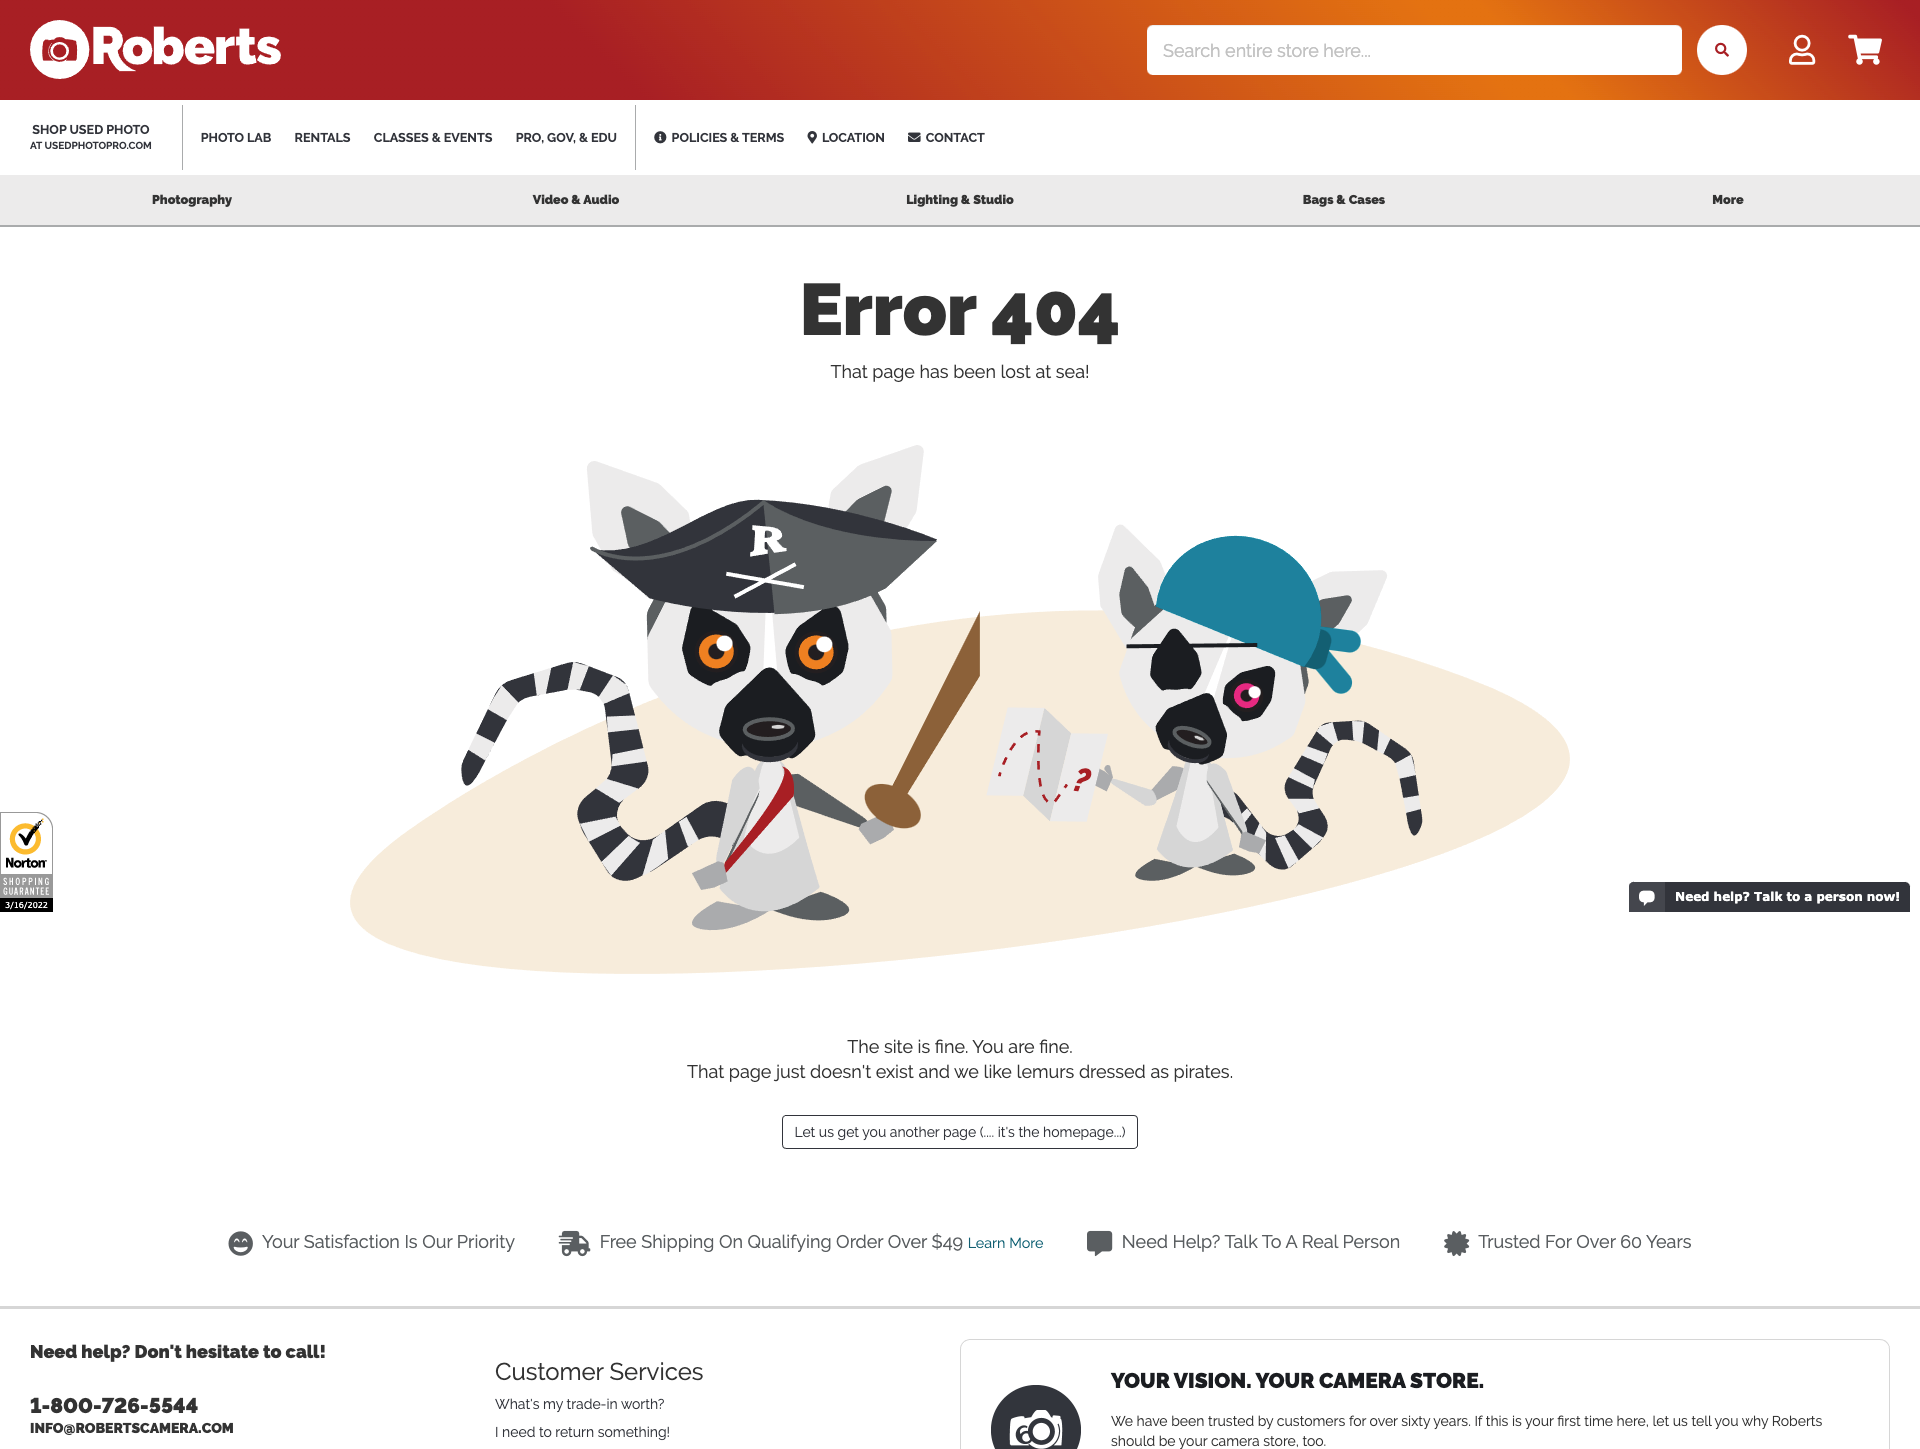 Roberts
Search entire store here...
SHOP USED PHOTO
AT USEDPHOTOPRO.COM
PHOTO LAB
RENTALS
CLASSES & EVENTS
PRO, GOV, & EDU
POLICIES & TERMS
LOCATION
CONTACT
Photography
Video & Audio
Lighting & Studio
Bags & Cases
More
Error 404
That page has been lost at sea!
R
?
Norton
SHOPPING
GUARANTEE
3/16/2022
Need help? Talk to a person now!
The site is fine. You are fine.
That page just doesn't exist and we like lemurs dressed as pirates.
Let us get you another page (.... it's the homepage...)
Your Satisfaction Is Our Priority
Free Shipping On Qualifying Order Over $49 Learn More
Need Help? Talk To A Real Person
Trusted For Over 60 Years
Need help? Don't hesitate to call!
1-800-726-5544
INFO@ROBERTSCAMERA.COM
Customer Services
What's my trade-in worth?
I need to return something!
YOUR VISION. YOUR CAMERA STORE.
We have been trusted by customers for over sixty years. If this is your first time here, let us tell you why Roberts
should be your camera store, too.